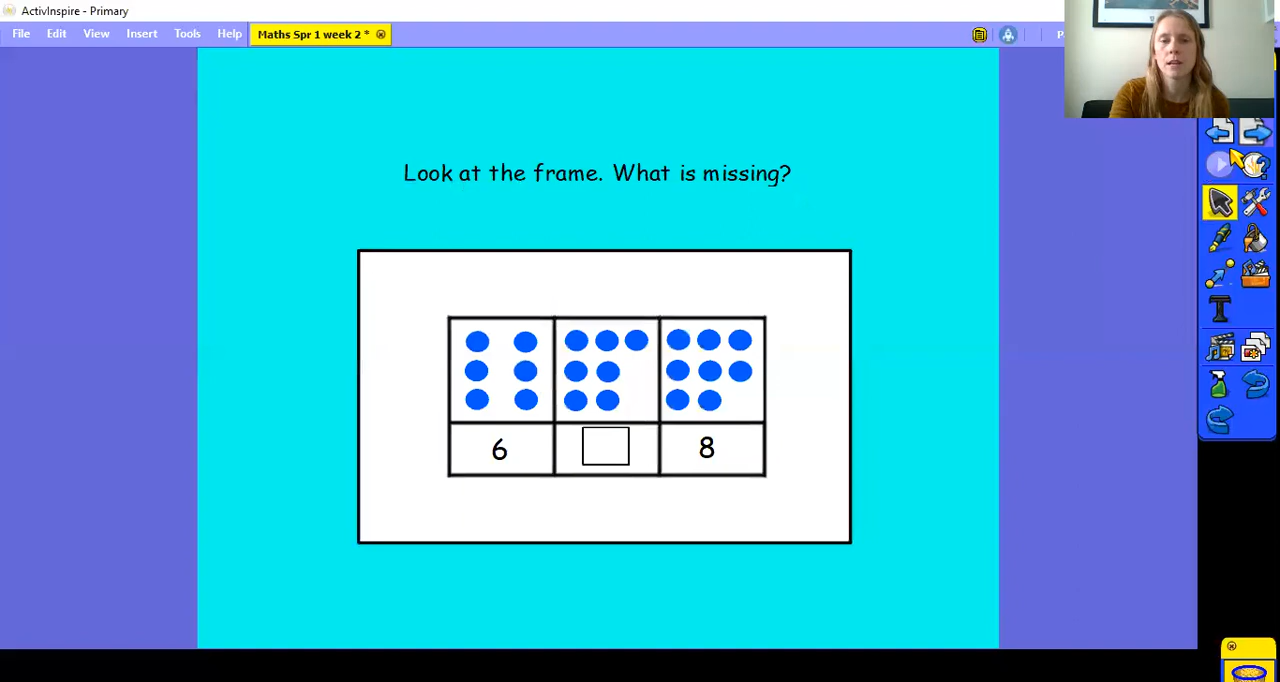 ActivInspire - Primary
File Edit View Insert Tools Help Maths Spr 1 week 2 *
Look at the frame. What is missing?
6 8